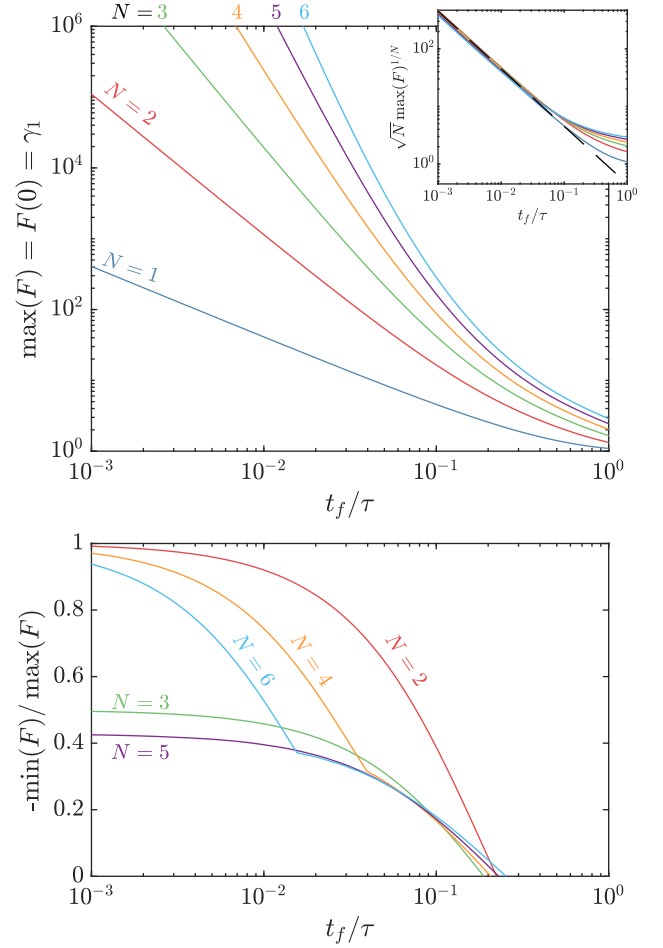 N = 3 4 5 6
10^6
10^4
10^2
10^0
max(F) = F(0) = γ_1
N = 2
N = 1
10^-3 10^-2 10^-1 10^0
t_f/τ
10^2
10^0
√N max(F)^{1/N}
10^-3 10^-2 10^-1 10^0
t_f/τ
1
0.8
0.6
0.4
0.2
0
-min(F)/max(F)
N = 6
N = 4
N = 2
N = 3
N = 5
10^-3 10^-2 10^-1 10^0
t_f/τ